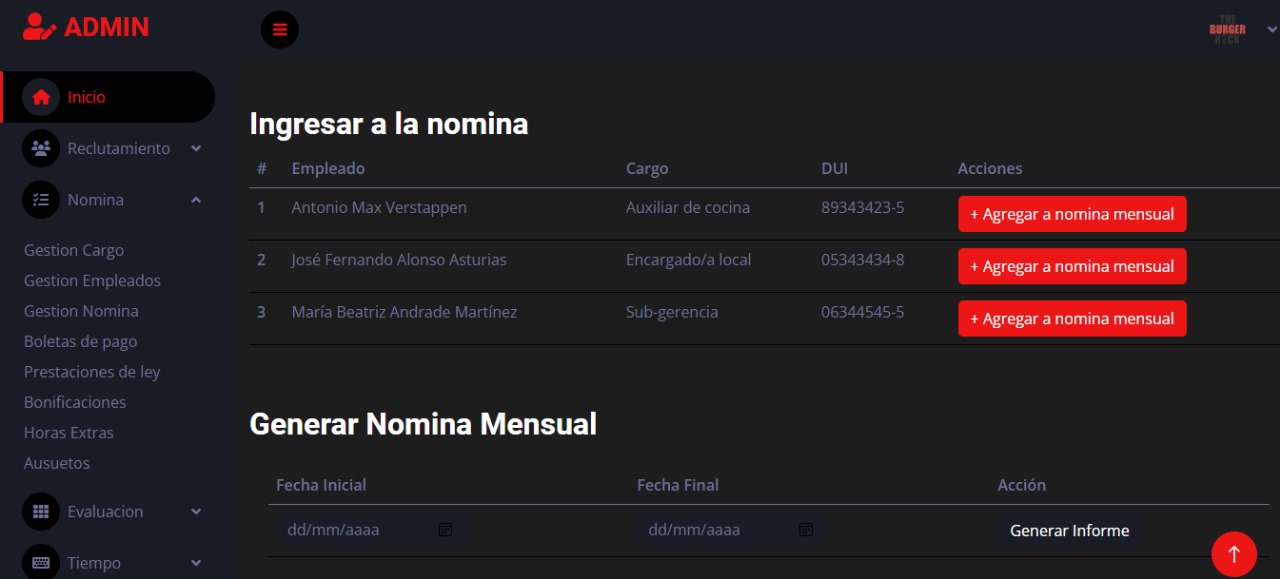 ADMIN
THE
BURGER
ROCK
Inicio
Reclutamiento
Nomina
Gestion Cargo
Gestion Empleados
Gestion Nomina
Boletas de pago
Prestaciones de ley
Bonificaciones
Horas Extras
Ausuetos
Evaluacion
Tiempo
Ingresar a la nomina
# Empleado Cargo DUI Acciones
1 Antonio Max Verstappen Auxiliar de cocina 89343423-5 + Agregar a nomina mensual
2 José Fernando Alonso Asturias Encargado/a local 05343434-8 + Agregar a nomina mensual
3 María Beatriz Andrade Martínez Sub-gerencia 06344545-5 + Agregar a nomina mensual
Generar Nomina Mensual
Fecha Inicial Fecha Final Acción
dd/mm/aaaa dd/mm/aaaa Generar Informe